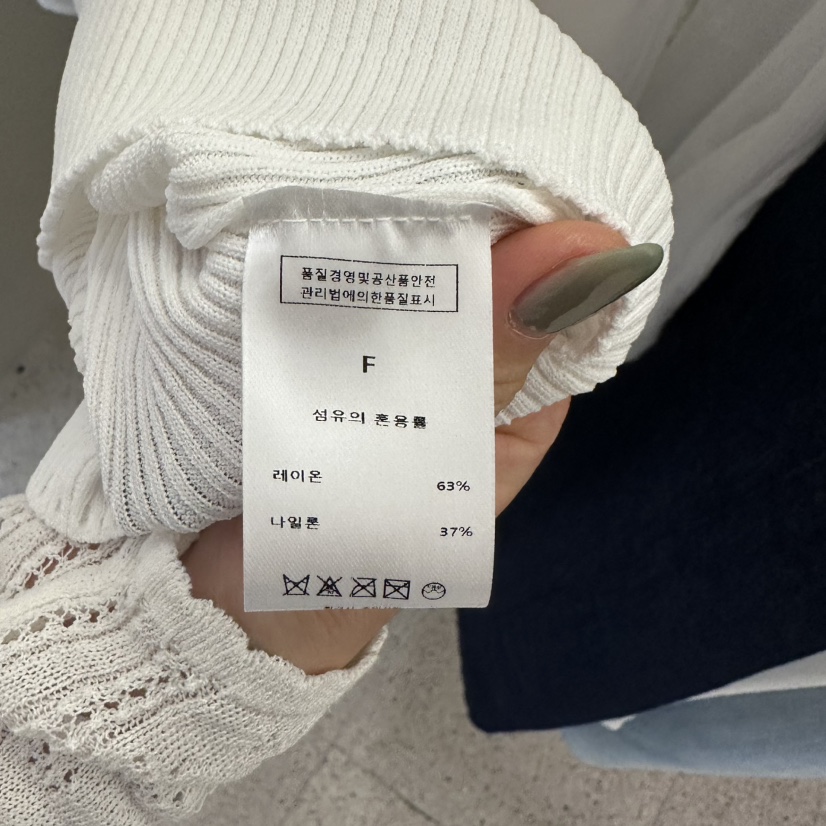 품질경영및공산품안전
관리법에의한품질표시
F
섬유의 혼용률
레이온 63%
나일론 37%